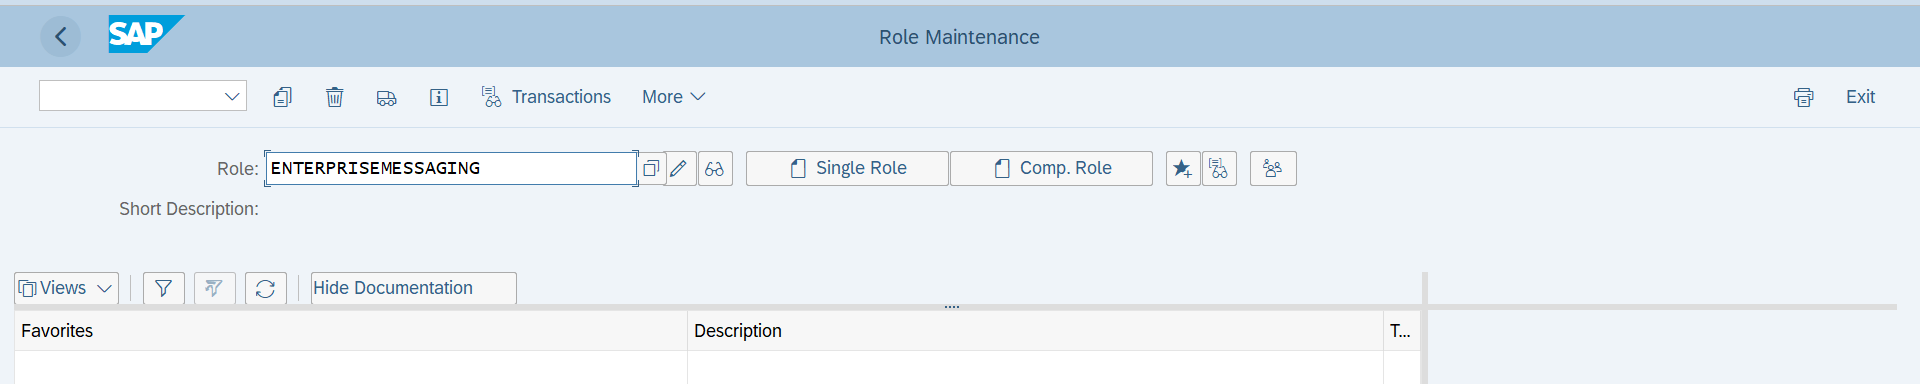 SAP
Role Maintenance
Transactions More Exit
Role: ENTERPRISEMESSAGING Single Role Comp. Role
Short Description:
Views Hide Documentation
Favorites Description T...